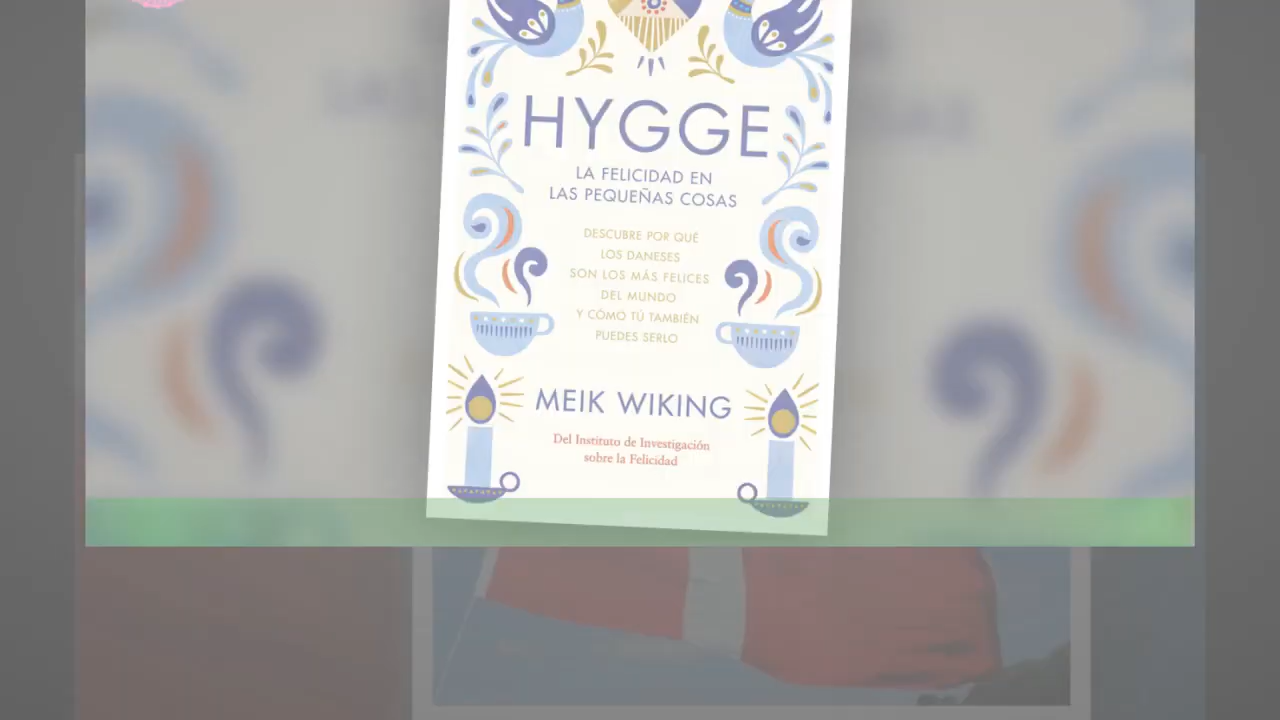 HYGGE
LA FELICIDAD EN
LAS PEQUEÑAS COSAS
DESCUBRE POR QUÉ
LOS DANESES
SON LOS MÁS FELICES
DEL MUNDO
Y CÓMO TÚ TAMBIÉN
PUEDES SERLO
MEIK WIKING
Del Instituto de Investigación
sobre la Felicidad